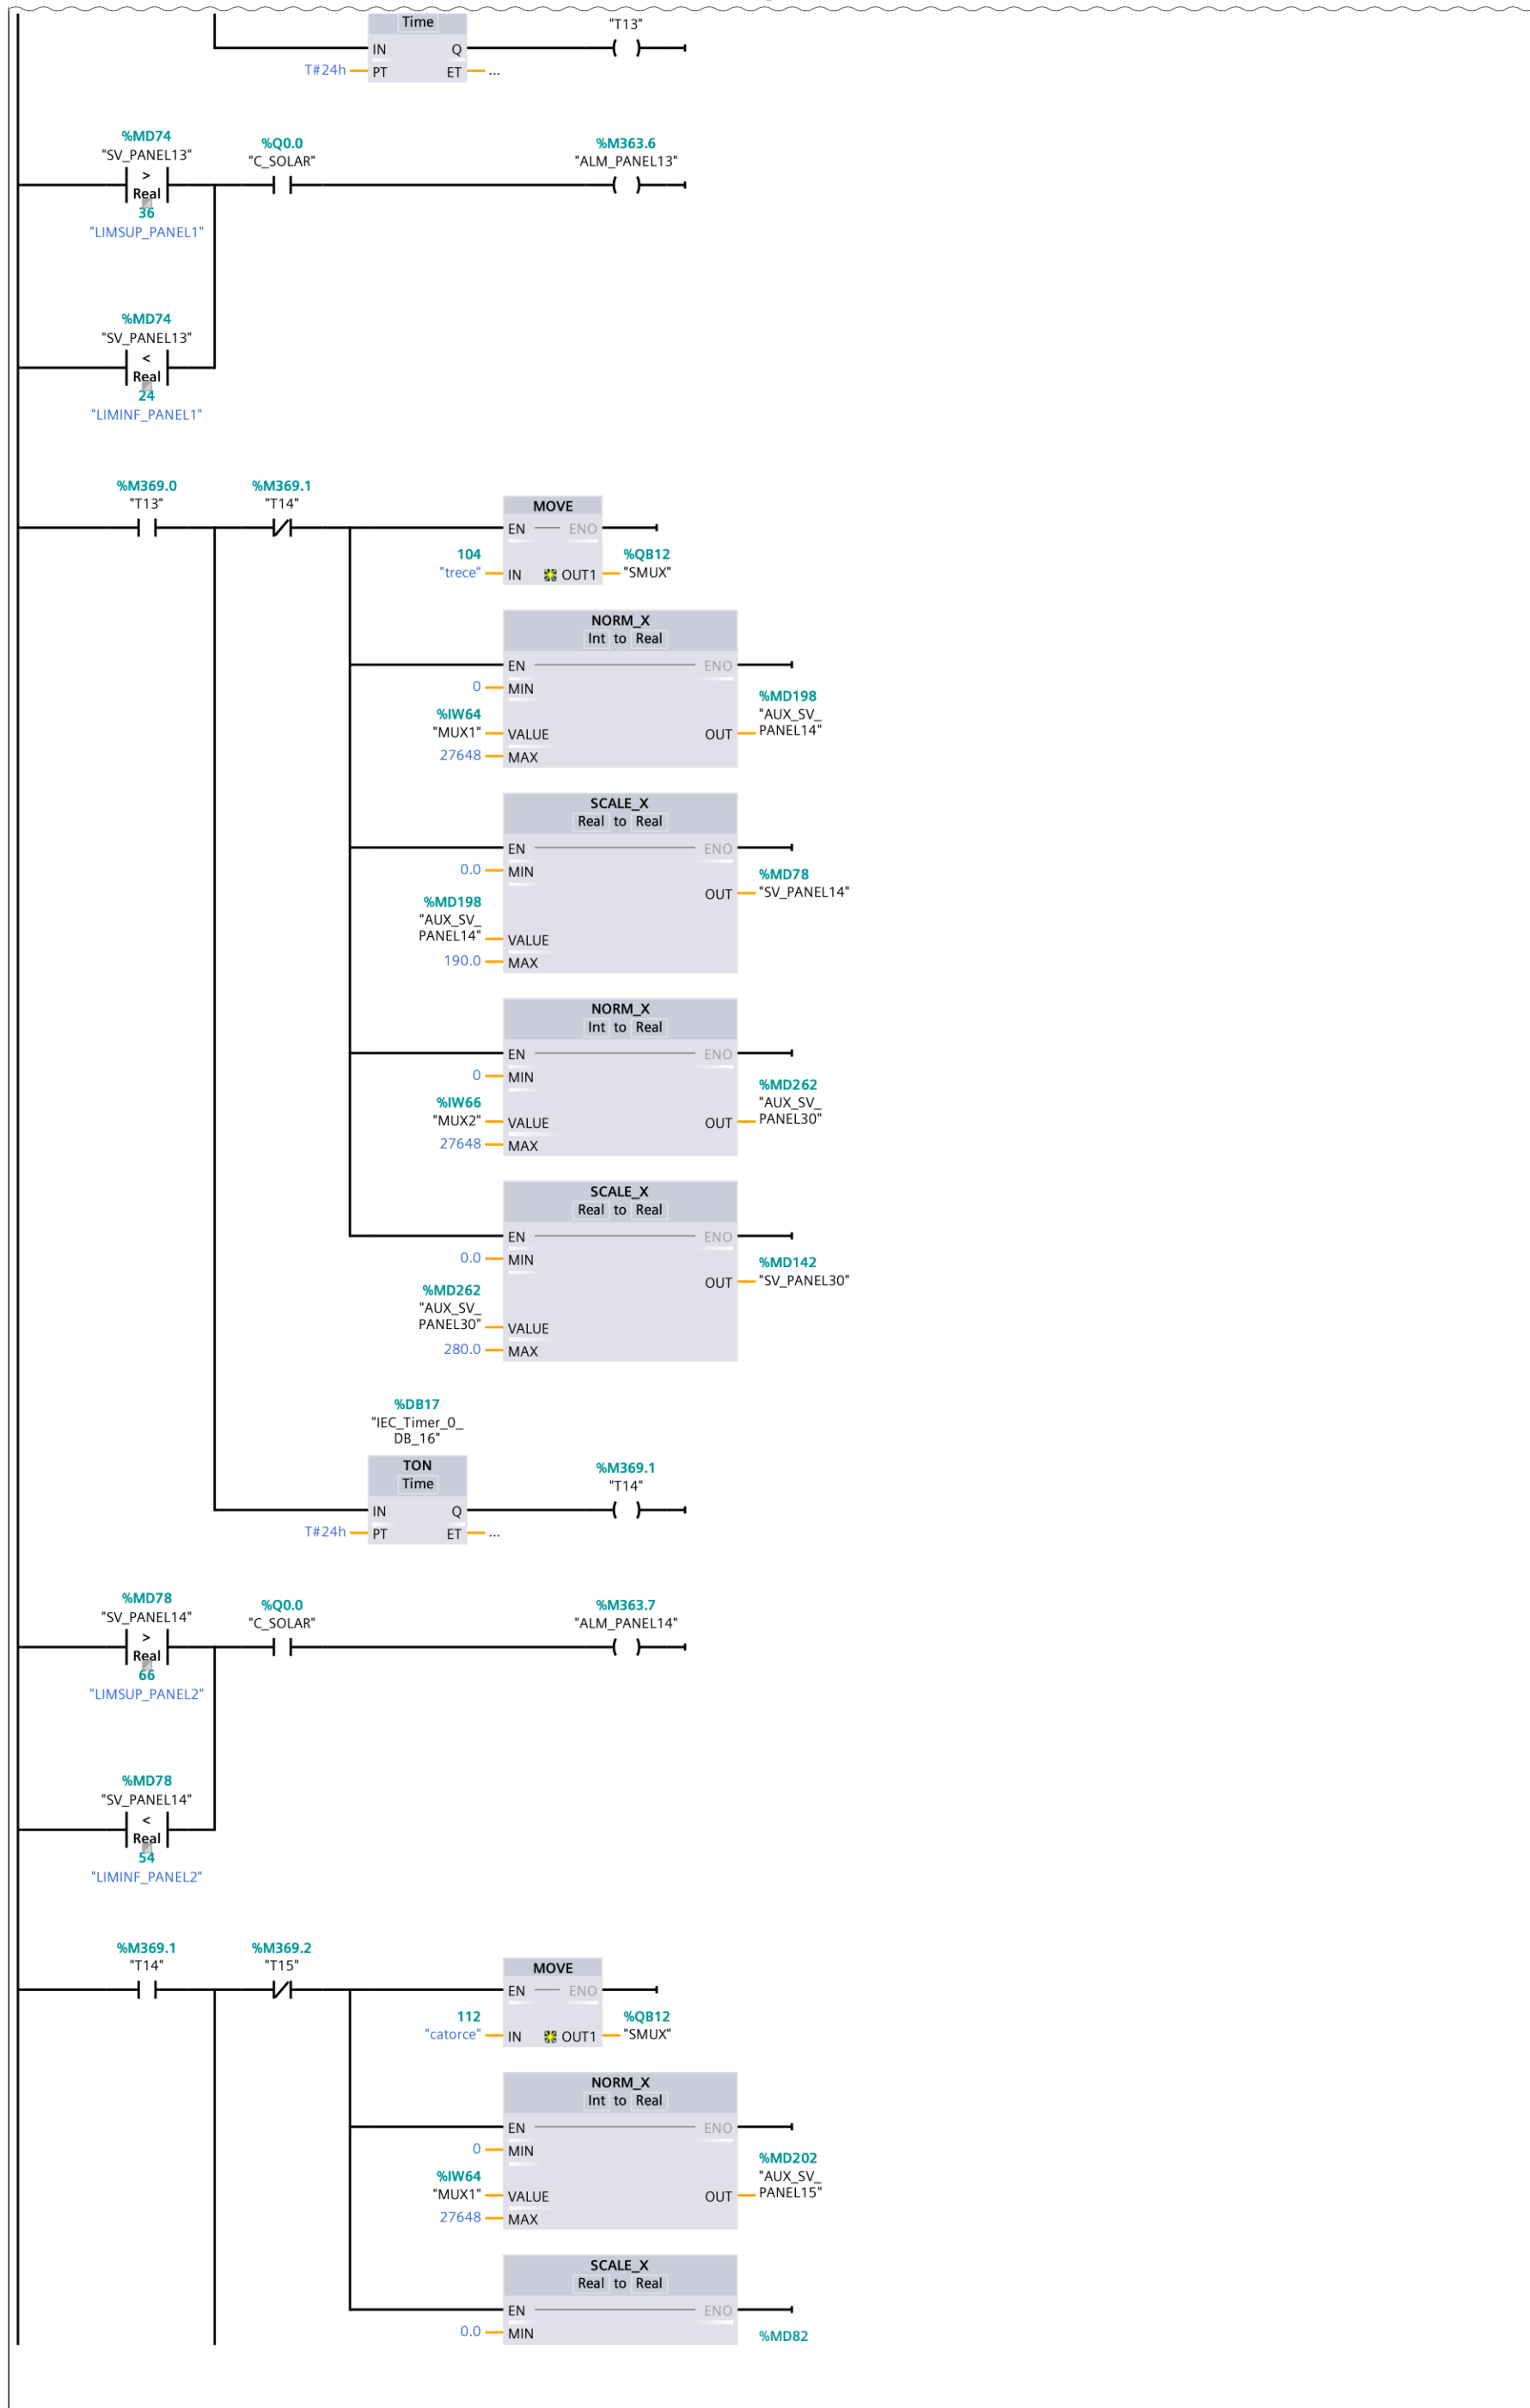 Time
"T13"
IN Q
T#24h PT ET ...
%MD74
"SV_PANEL13"
>
Real
36
"LIMSUP_PANEL1"
%Q0.0
"C_SOLAR"
%M363.6
"ALM_PANEL13"
%MD74
"SV_PANEL13"
<
Real
24
"LIMINF_PANEL1"
%M369.0
"T13"
%M369.1
"T14"
MOVE
EN ENO
104
"trece" IN OUT1
%QB12
"SMUX"
NORM_X
Int to Real
EN ENO
0 MIN
%IW64
"MUX1" VALUE
27648 MAX
OUT
%MD198
"AUX_SV_
PANEL14"
SCALE_X
Real to Real
EN ENO
0.0 MIN
%MD78
OUT "SV_PANEL14"
%MD198
"AUX_SV_
PANEL14" VALUE
190.0 MAX
NORM_X
Int to Real
EN ENO
0 MIN
%IW66
"MUX2" VALUE
27648 MAX
OUT
%MD262
"AUX_SV_
PANEL30"
SCALE_X
Real to Real
EN ENO
0.0 MIN
%MD142
OUT "SV_PANEL30"
%MD262
"AUX_SV_
PANEL30" VALUE
280.0 MAX
%DB17
"IEC_Timer_0_
DB_16"
TON
Time
IN Q
T#24h PT ET ...
%M369.1
"T14"
%MD78
"SV_PANEL14"
>
Real
66
"LIMSUP_PANEL2"
%Q0.0
"C_SOLAR"
%M363.7
"ALM_PANEL14"
%MD78
"SV_PANEL14"
<
Real
54
"LIMINF_PANEL2"
%M369.1
"T14"
%M369.2
"T15"
MOVE
EN ENO
112
"catorce" IN OUT1
%QB12
"SMUX"
NORM_X
Int to Real
EN ENO
0 MIN
%IW64
"MUX1" VALUE
27648 MAX
OUT
%MD202
"AUX_SV_
PANEL15"
SCALE_X
Real to Real
EN ENO
0.0 MIN
%MD82